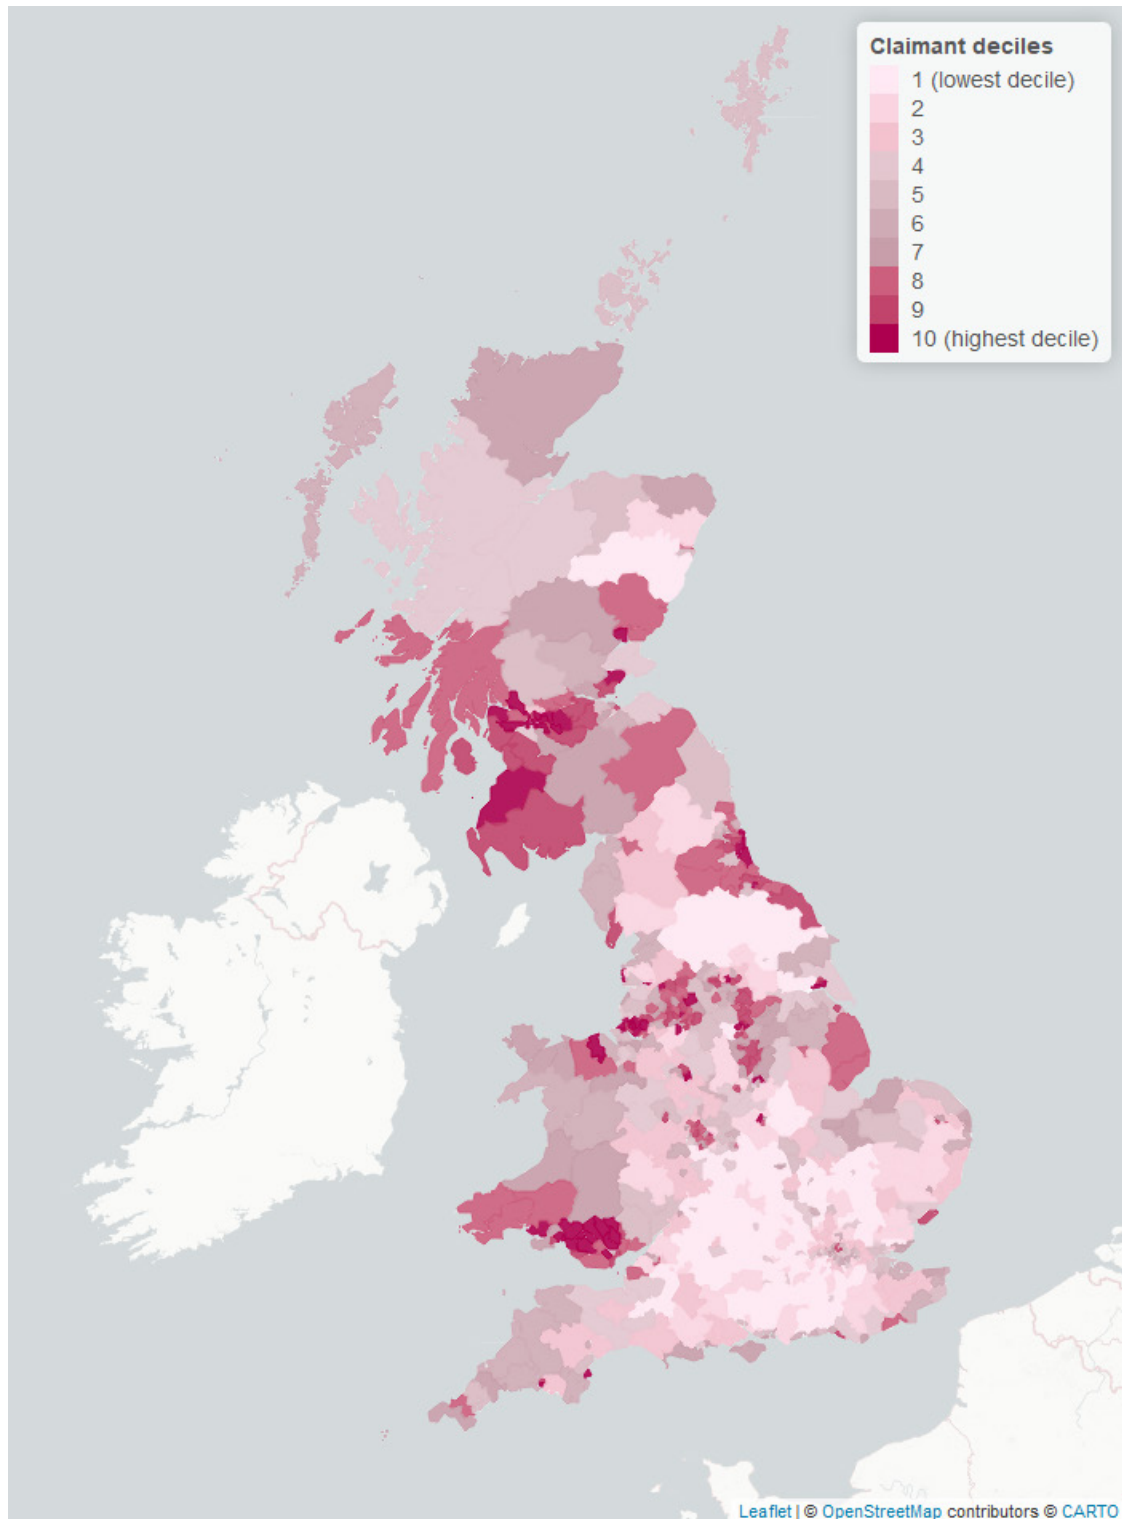 Claimant deciles
1 (lowest decile)
2
3
4
5
6
7
8
9
10 (highest decile)
Leaflet | © OpenStreetMap contributors © CARTO